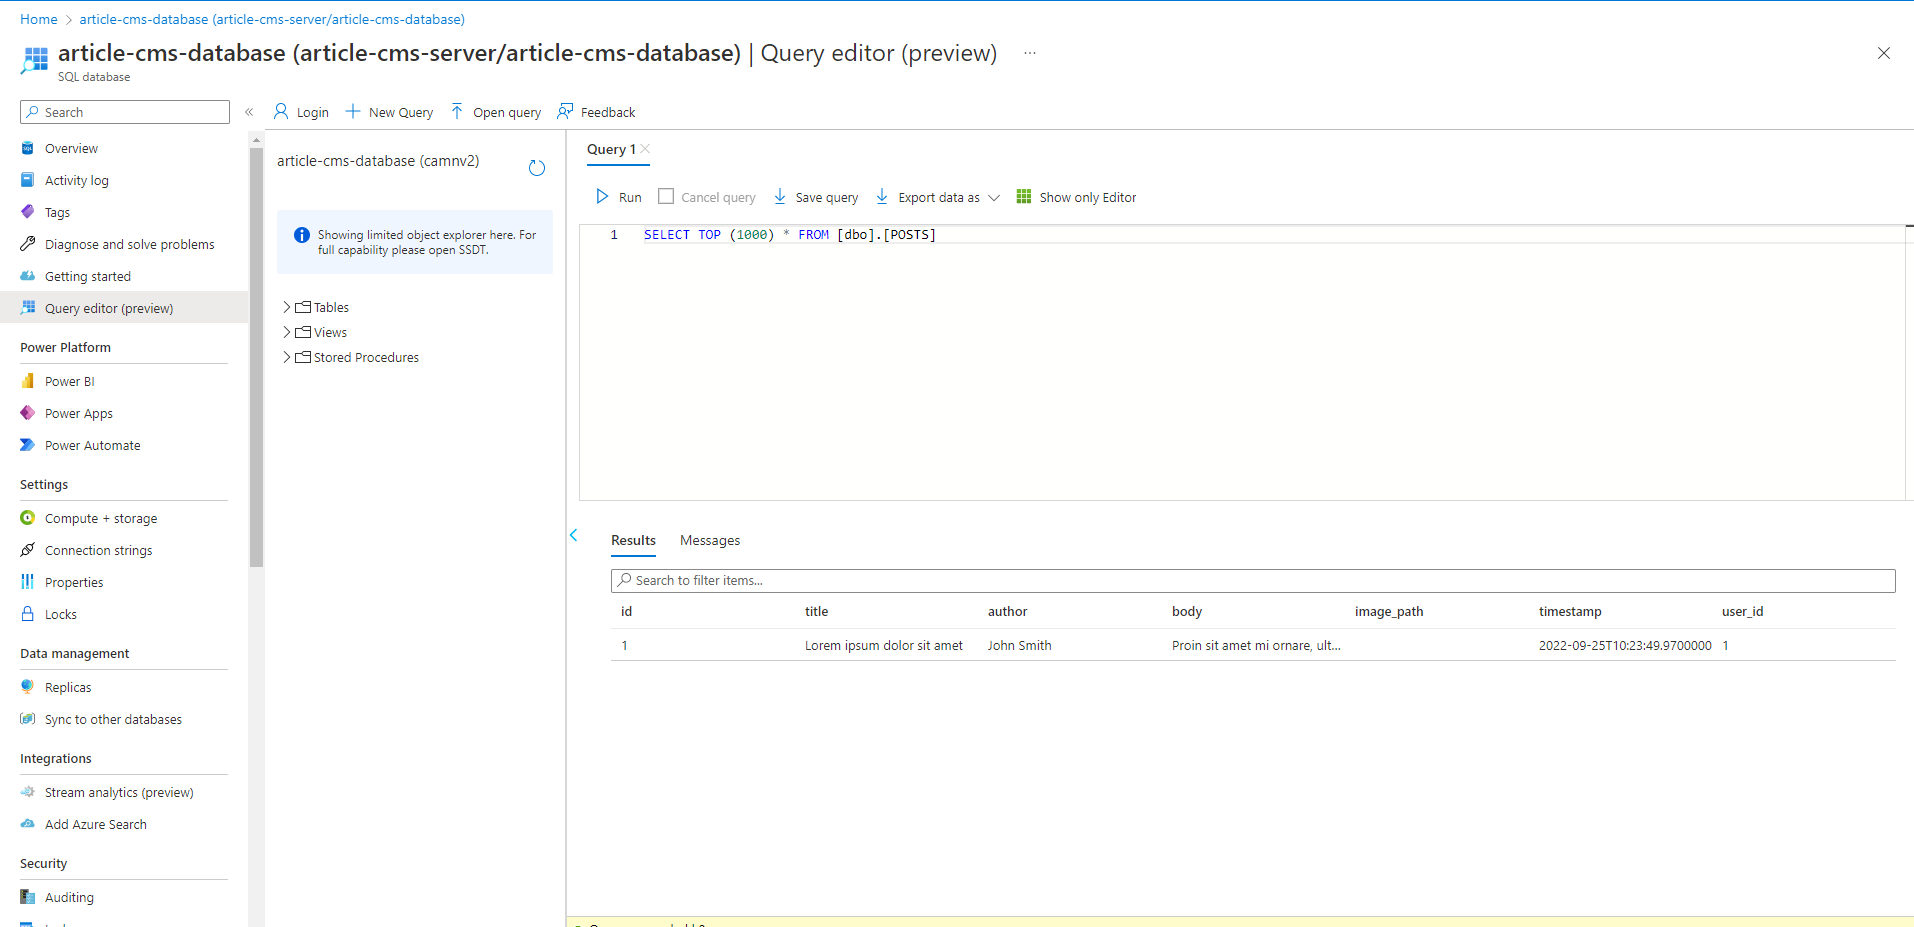 Home > article-cms-database (article-cms-server/article-cms-database)
article-cms-database (article-cms-server/article-cms-database) | Query editor (preview) ...
SQL database
Search
Overview
Activity log
Tags
Diagnose and solve problems
Getting started
Query editor (preview)
Power Platform
Power BI
Power Apps
Power Automate
Settings
Compute + storage
Connection strings
Properties
Locks
Data management
Replicas
Sync to other databases
Integrations
Stream analytics (preview)
Add Azure Search
Security
Auditing
Login New Query Open query Feedback
article-cms-database (camnv2)
Showing limited object explorer here. For
full capability please open SSDT.
Tables
Views
Stored Procedures
Query 1
Run Cancel query Save query Export data as Show only Editor
1 SELECT TOP (1000) * FROM [dbo].[POSTS]
Results Messages
Search to filter items...
id title author body image_path timestamp user_id
1 Lorem ipsum dolor sit amet John Smith Proin sit amet mi ornare, ult... 2022-09-25T10:23:49.9700000 1